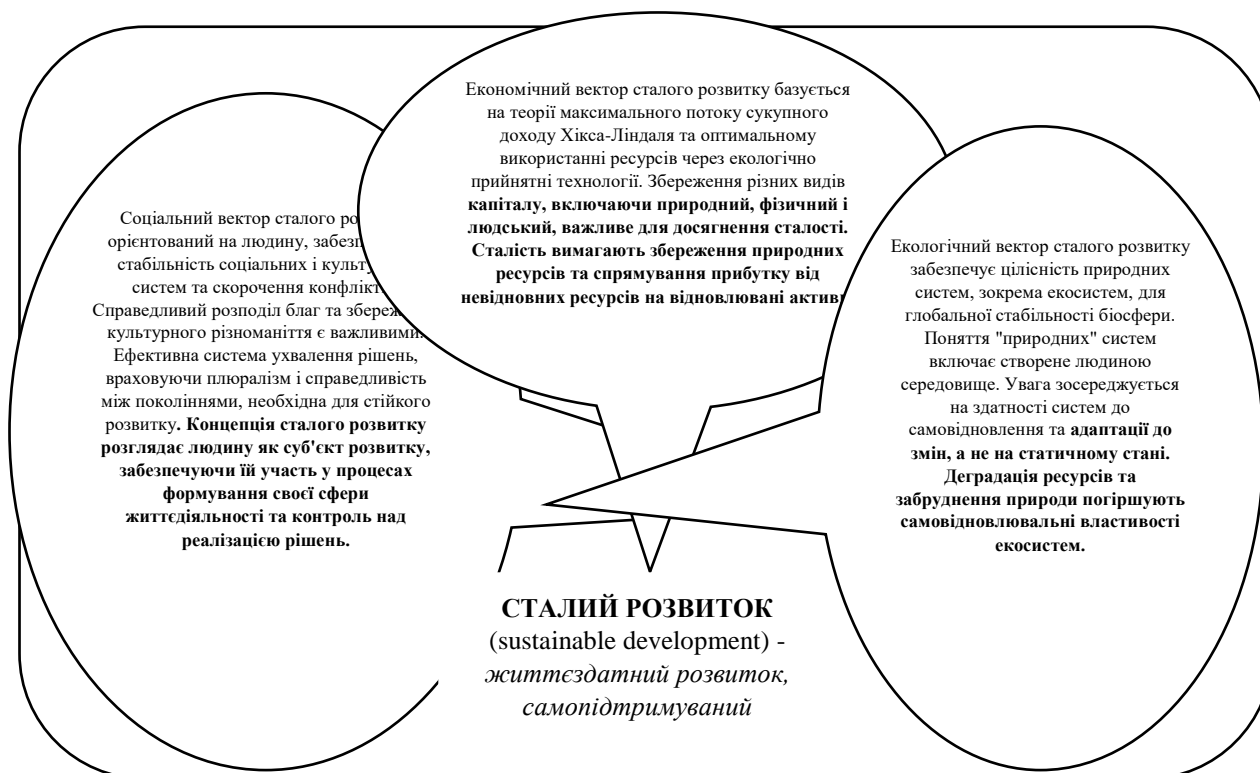 Економічний вектор сталого розвитку базується
на теорії максимального потоку сукупного
доходу Хікса-Ліндаля та оптимальному
використанні ресурсів через екологічно
прийнятні технології. Збереження різних видів
капіталу, включаючи природний, фізичний і
людський, важливе для досягнення сталості.
Сталість вимагають збереження природних
ресурсів та спрямування прибутку від
невідновних ресурсів на відновлювані актив
Соціальний вектор сталого ро
орієнтований на людину, забезп
стабільність соціальних і культу
систем та скорочення конфлікт
Справедливий розподіл благ та збереж
культурного різноманіття є важливими.
Ефективна система ухвалення рішень,
враховуючи плюралізм і справедливість
між поколіннями, необхідна для стійкого
розвитку. Концепція сталого розвитку
розглядає людину як суб'єкт розвитку,
забезпечуючи їй участь у процесах
формування своєї сфери
життєдіяльності та контроль над
реалізацією рішень.
Екологічний вектор сталого розвитку
забезпечує цілісність природних
систем, зокрема екосистем, для
глобальної стабільності біосфери.
Поняття "природних" систем
включає створене людиною
середовище. Увага зосереджується
на здатності систем до
самовідновлення та адаптації до
змін, а не на статичному стані.
Деградація ресурсів та
забруднення природи погіршують
самовідновлювальні властивості
екосистем.
СТАЛИЙ РОЗВИТОК
(sustainable development) -
життєздатний розвиток,
самопідтримуваний